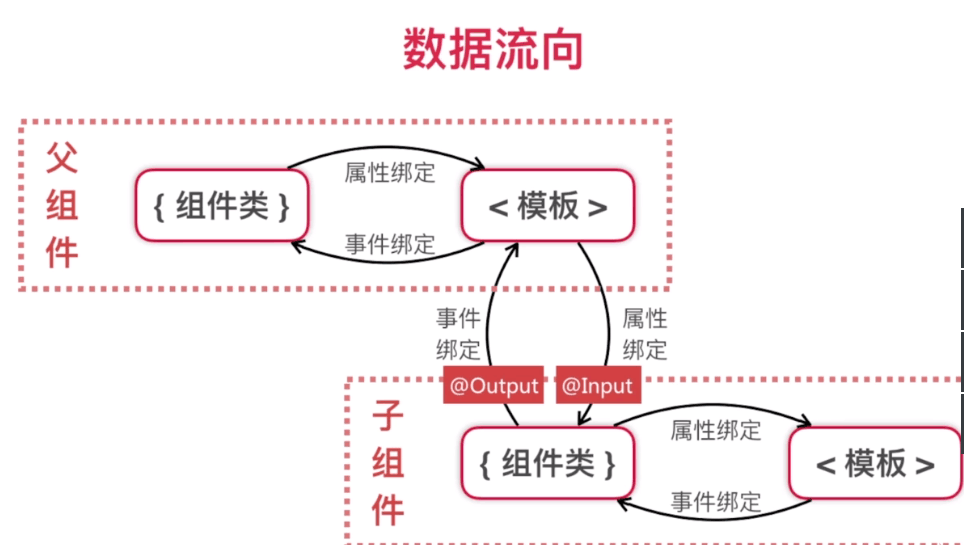 数据流向
父
组
件
属性绑定
{ 组件类 }
< 模板 >
事件绑定
事件
绑定
属性
绑定
@Output
@Input
子
组
件
属性绑定
{ 组件类 }
< 模板 >
事件绑定